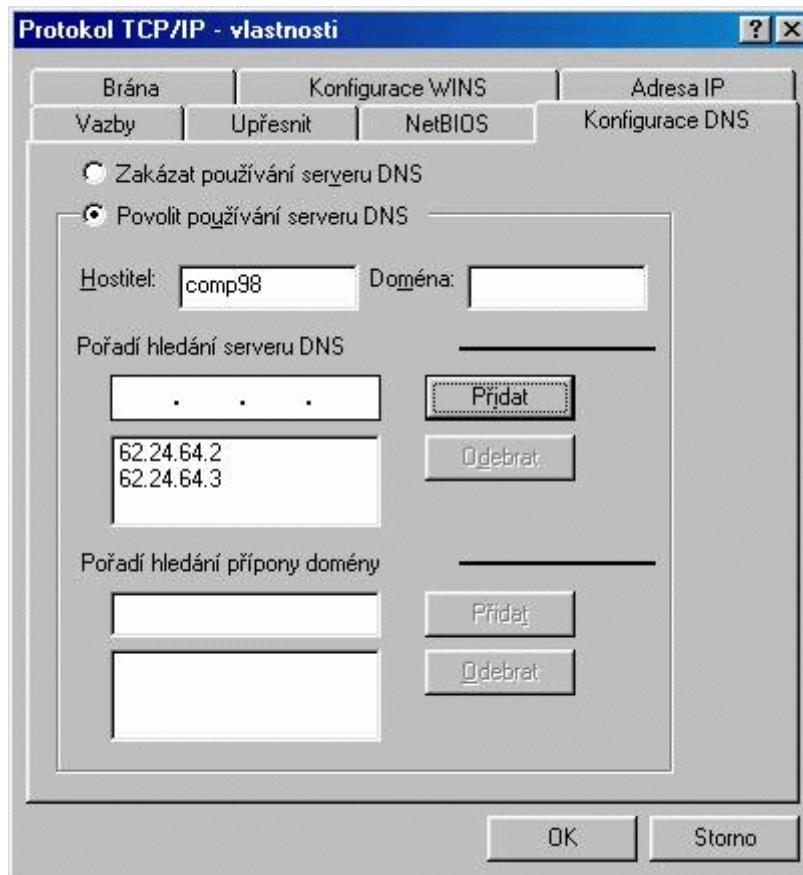 Protokol TCP/IP - vlastnosti
Brána
Konfigurace WINS
Adresa IP
Vazby
Upřesnit
NetBIOS
Konfigurace DNS
Zakázat používání serveru DNS
Povolit používání serveru DNS
Hostitel: comp98 Doména:
Pořadí hledání serveru DNS
. . . Přidat
62.24.64.2 Odebrat
62.24.64.3
Pořadí hledání přípony domény
Přidat
Odebrat
OK Storno